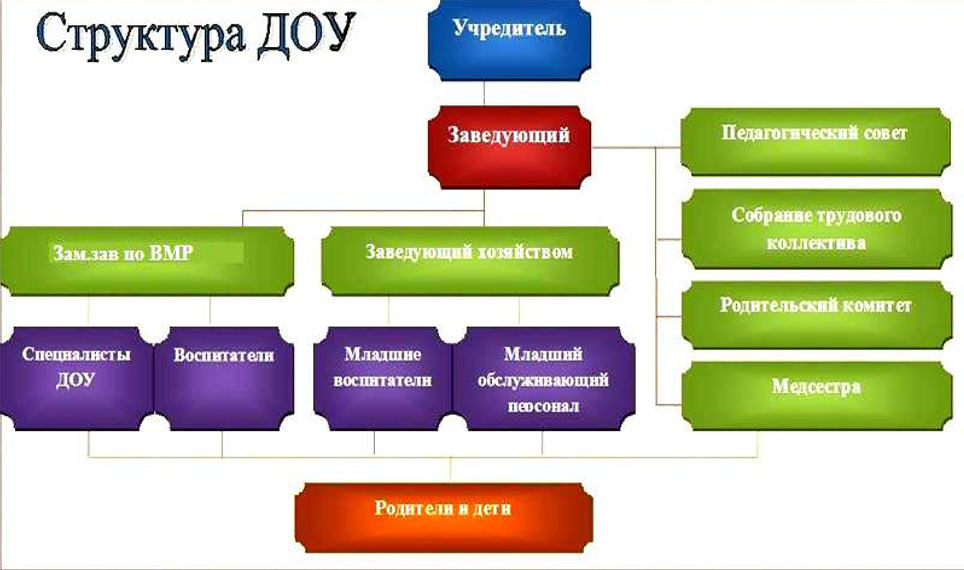 Структура ДОУ
Учредитель
Заведующий
Педагогический совет
Собрание трудового
коллектива
Родительский комитет
Медсестра
Зам.зав по ВМР
Заведующий хозяйством
Специалисты
ДОУ
Воспитатели
Младшие
воспитатели
Младший
обслуживающий
персонал
Родители и дети